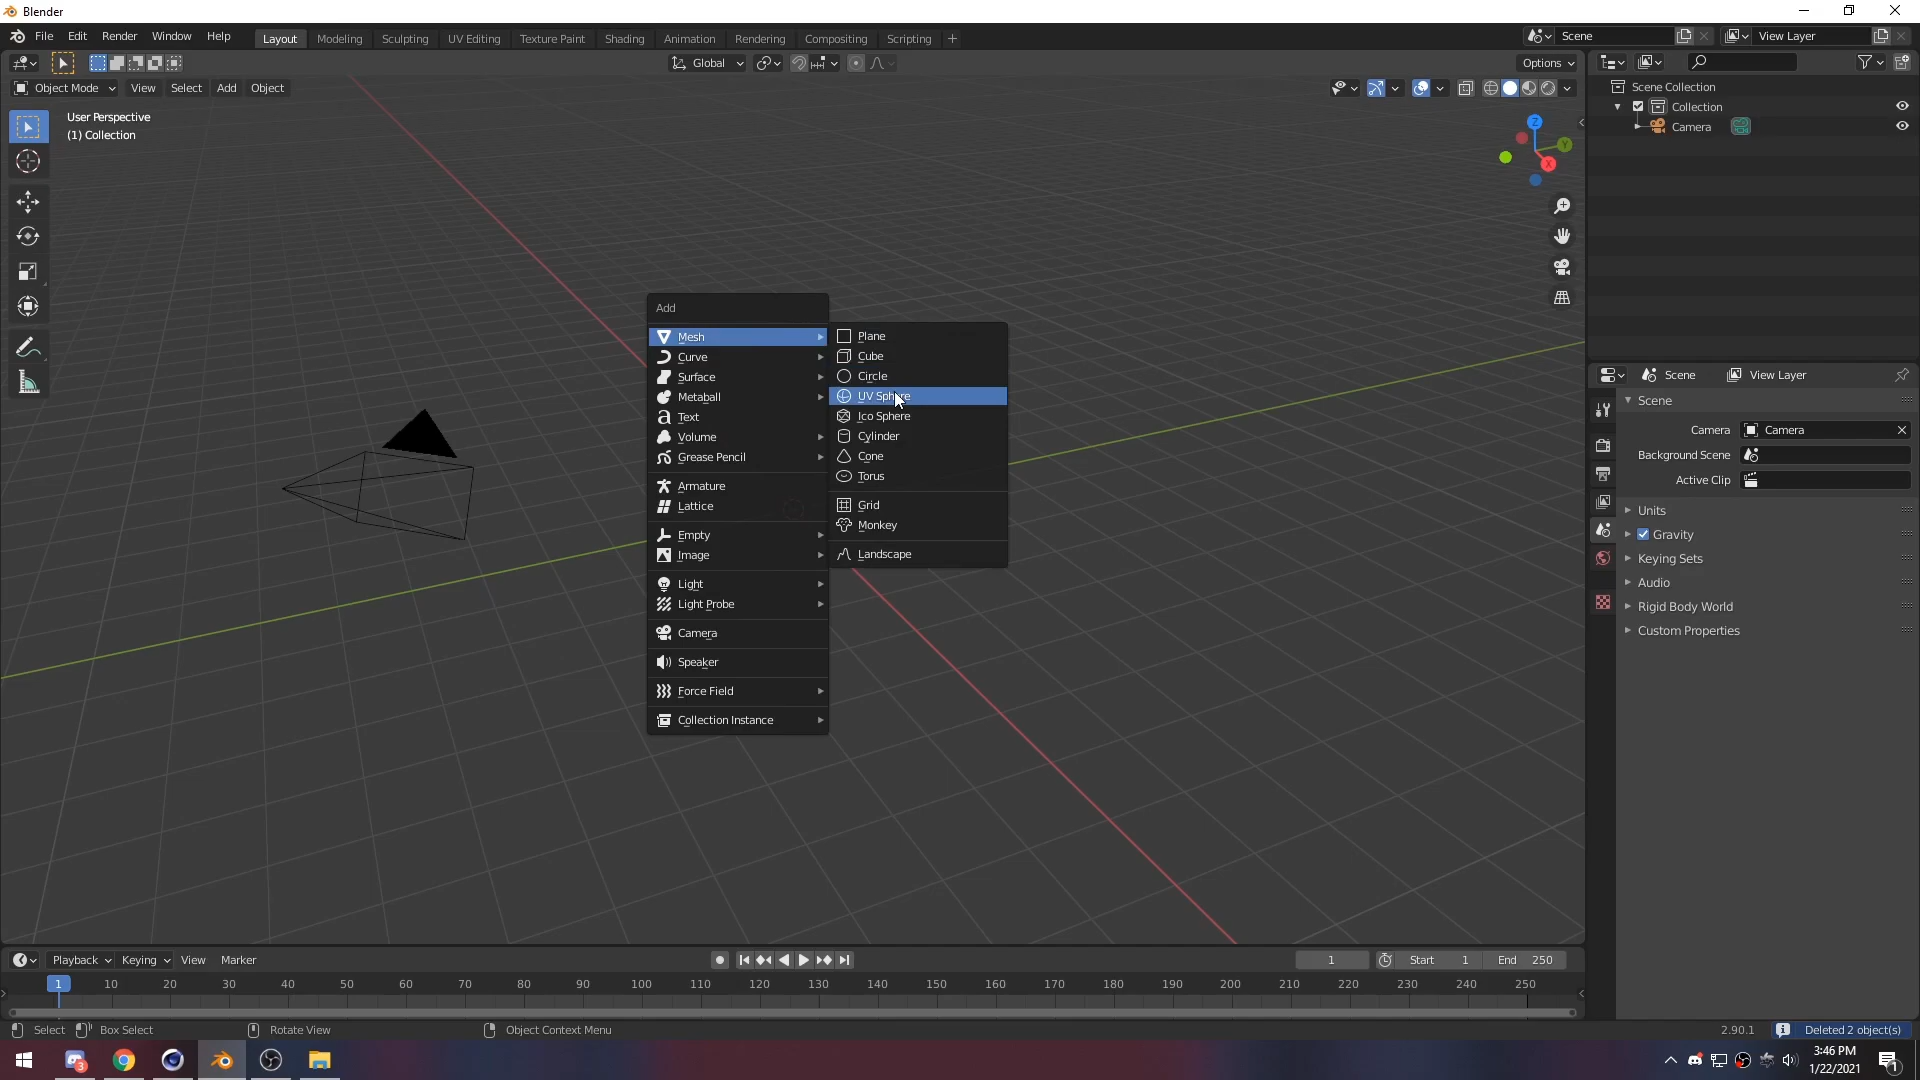 Blender
File Edit Render Window Help Layout Modeling Sculpting UV Editing Texture Paint Shading Animation Rendering Compositing Scripting + Scene View Layer
Global Options
Object Mode View Select Add Object
User Perspective
(1) Collection
Z
Y
X
Scene Collection
Collection
Camera
Add
Mesh
Curve
Surface
Metaball
Text
Volume
Grease Pencil
Armature
Lattice
Empty
Image
Light
Light Probe
Camera
Speaker
Force Field
Collection Instance
Plane
Cube
Circle
UV Sphere
Ico Sphere
Cylinder
Cone
Torus
Grid
Monkey
Landscape
Scene View Layer
Scene
Camera Camera
Background Scene
Active Clip
Units
Gravity
Keying Sets
Audio
Rigid Body World
Custom Properties
Playback Keying View Marker 1 Start 1 End 250
1 10 20 30 40 50 60 70 80 90 100 110 120 130 140 150 160 170 180 190 200 210 220 230 240 250
Select Box Select Rotate View Object Context Menu 2.90.1 Deleted 2 object(s)
3
3:46 PM
1/22/2021
1